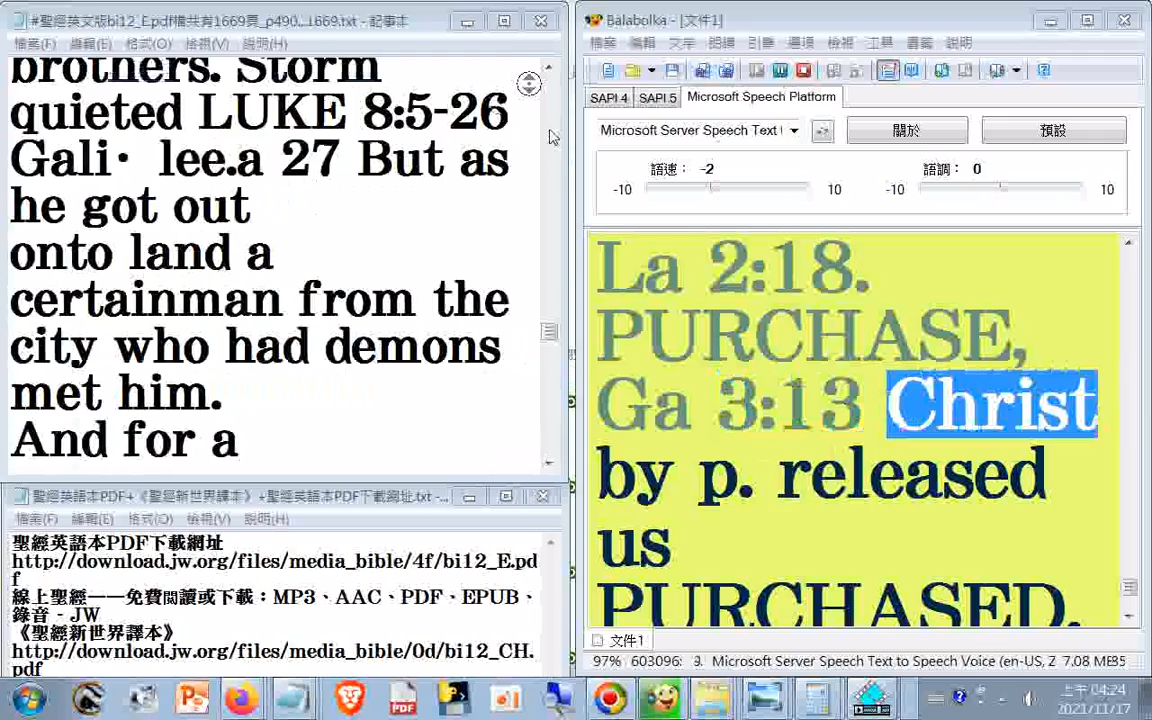 #聖經英文版bi12_E.pdf檔共有1669頁_p490...1669.txt - 記事本
檔案(F) 編輯(E) 格式(O) 檢視(V) 說明(H)
brothers. Storm
quieted LUKE 8:5-26
Gali· lee.a 27 But as
he got out
onto land a
certainman from the
city who had demons
met him.
And for a
聖經英語本PDF+《聖經新世界譯本》+聖經英語本PDF下載網址.txt -...
檔案(F) 編輯(E) 格式(O) 檢視(V) 說明(H)
聖經英語本PDF下載網址
http://download.jw.org/files/media_bible/4f/bi12_E.pd
f
線上聖經——免費閱讀或下載：MP3、AAC、PDF、EPUB、
錄音 - JW
《聖經新世界譯本》
http://download.jw.org/files/media_bible/0d/bi12_CH.
pdf
Balabolka - [文件1]
檔案 編輯 文字 朗讀 引擎 選項 檢視 工具 書籤 說明
SAPI 4 SAPI 5 Microsoft Speech Platform
Microsoft Server Speech Text
關於 預設
語速： -2 語調： 0
-10 10 -10 10
La 2:18.
PURCHASE,
Ga 3:13 Christ
by p. released
us
PURCHASED,
文件1
97% 603096: Microsoft Server Speech Text to Speech Voice (en-US, Z 7.08 MB
上午 04:24
2021/11/17